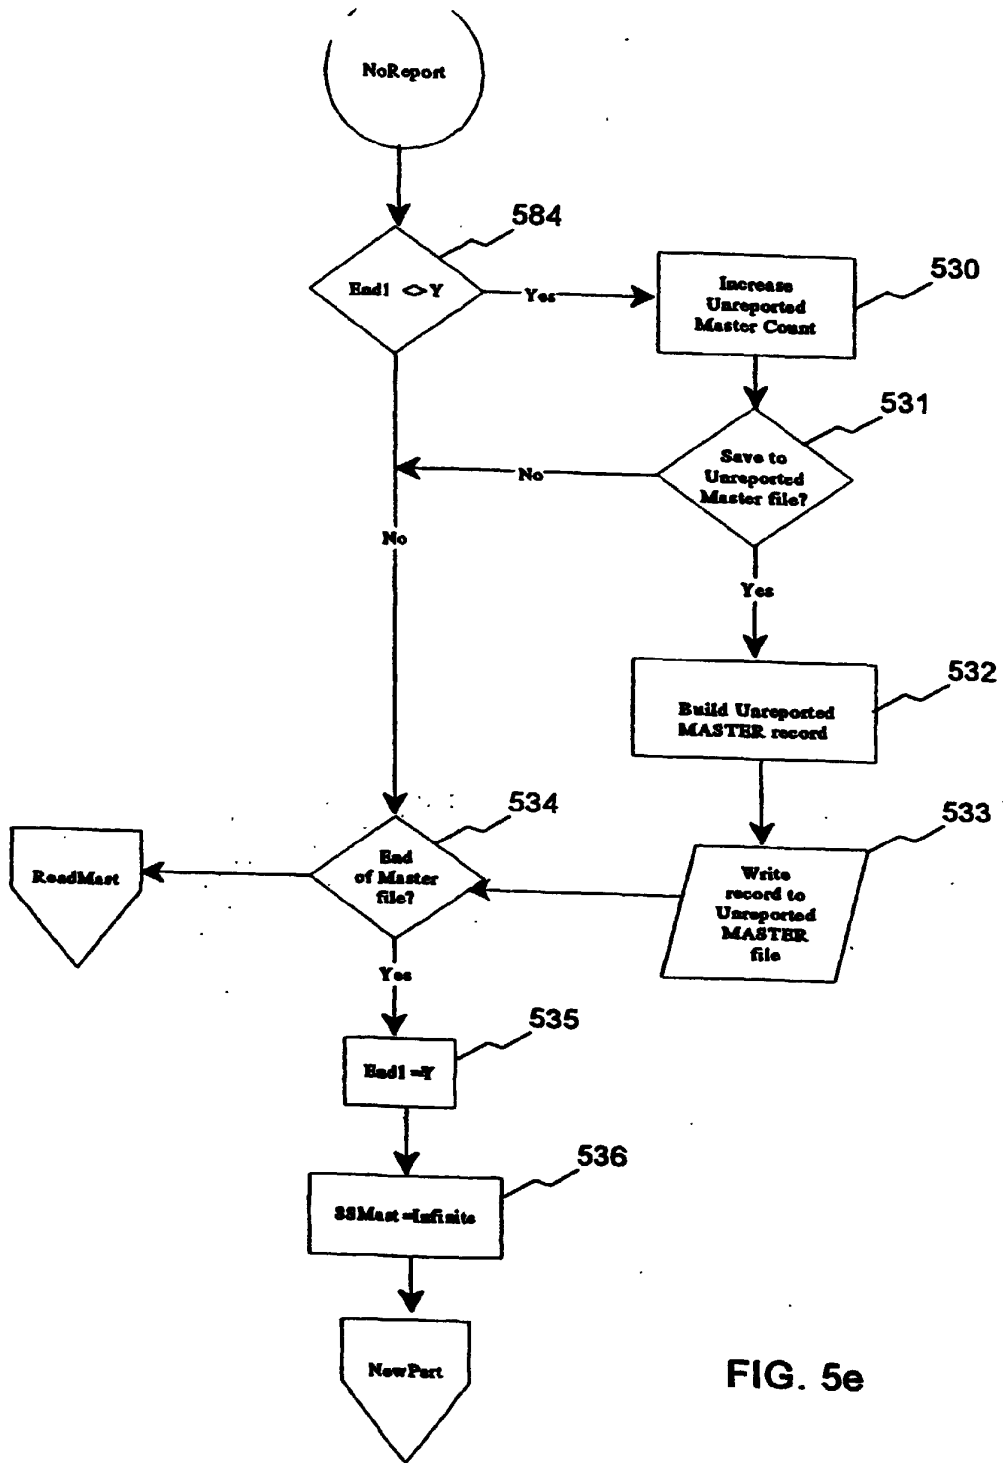 NoReport
584
End1 <> Y
Yes
Increase
Unreported
Master Count
530
531
Save to
Unreported
Master file?
No
No
Yes
532
Build Unreported
MASTER record
534
533
End
of Master
file?
ReadMast
Write
record to
Unreported
MASTER
file
Yes
535
End1=Y
536
SSMast=Infinite
NewPart
FIG. 5e